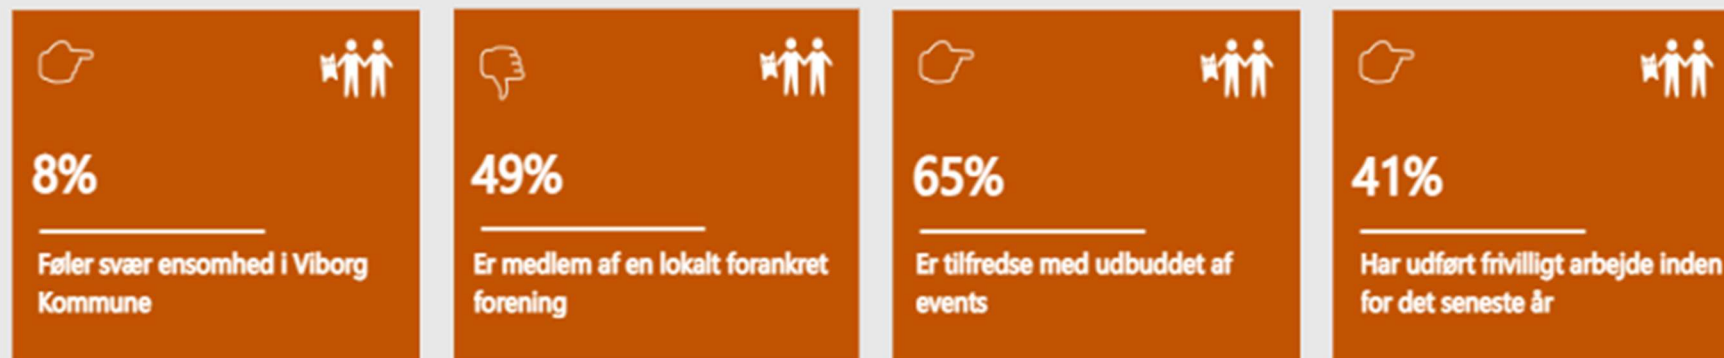 8%
Føler svær ensomhed i Viborg
Kommune
49%
Er medlem af en lokalt forankret
forening
65%
Er tilfredse med udbuddet af
events
41%
Har udført frivilligt arbejde inden
for det seneste år